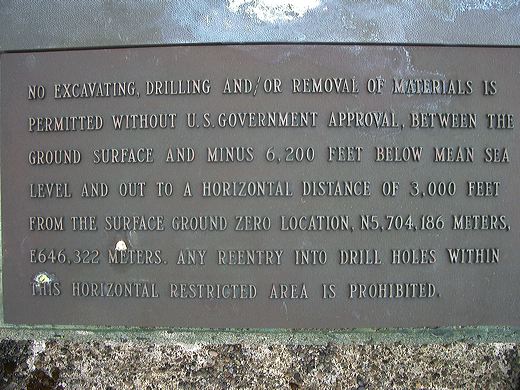 NO EXCAVATING, DRILLING AND/OR REMOVAL OF MATERIALS IS
PERMITTED WITHOUT U.S. GOVERNMENT APPROVAL, BETWEEN THE
GROUND SURFACE AND MINUS 6,200 FEET BELOW MEAN SEA
LEVEL AND OUT TO A HORIZONTAL DISTANCE OF 3,000 FEET
FROM THE SURFACE GROUND ZERO LOCATION, N5,704,186 METERS,
E646,322 METERS. ANY REENTRY INTO DRILL HOLES WITHIN
THIS HORIZONTAL RESTRICTED AREA IS PROHIBITED.